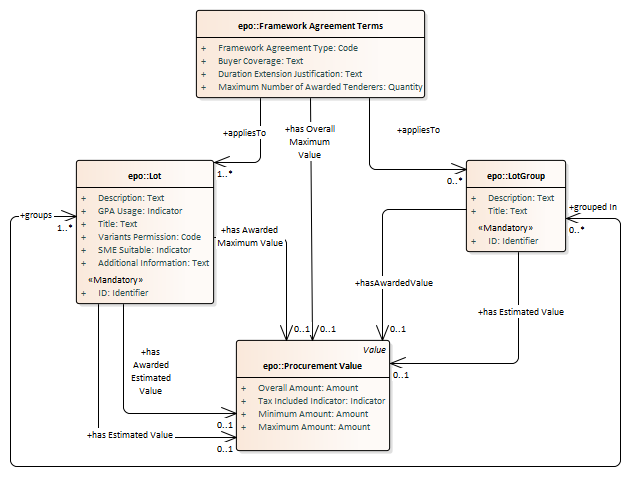 epo::Framework Agreement Terms
+ Framework Agreement Type: Code
+ Buyer Coverage: Text
+ Duration Extension Justification: Text
+ Maximum Number of Awarded Tenderers: Quantity
+appliesTo
+has Overall
Maximum
Value
+appliesTo
1..*
0..*
epo::Lot
+ Description: Text
+ GPA Usage: Indicator
+ Title: Text
+ Variants Permission: Code
+ SME Suitable: Indicator
+ Additional Information: Text
«Mandatory»
+ ID: Identifier
epo::LotGroup
+ Description: Text
+ Title: Text
«Mandatory»
+ ID: Identifier
+groups
1..*
+grouped In
0..*
+has Awarded
Maximum Value
+hasAwardedValue
+has Estimated Value
0..1
0..1
0..1
0..1
+has
Awarded
Estimated
Value
0..1
+has Estimated Value
0..1
Value
epo::Procurement Value
+ Overall Amount: Amount
+ Tax Included Indicator: Indicator
+ Minimum Amount: Amount
+ Maximum Amount: Amount